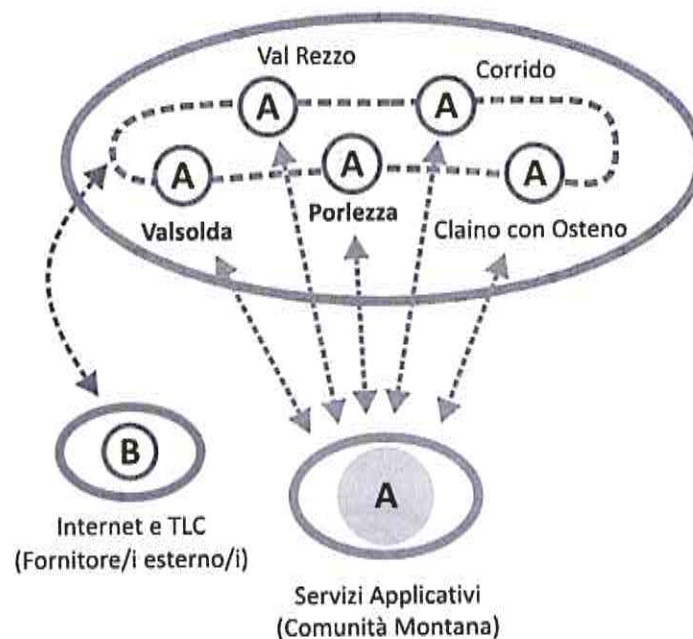 Val Rezzo
Corrido
A
A
A
A
A
Valsolda
Porlezza
Claino con Osteno
B
A
Internet e TLC
(Fornitore/i esterno/i)
Servizi Applicativi
(Comunità Montana)